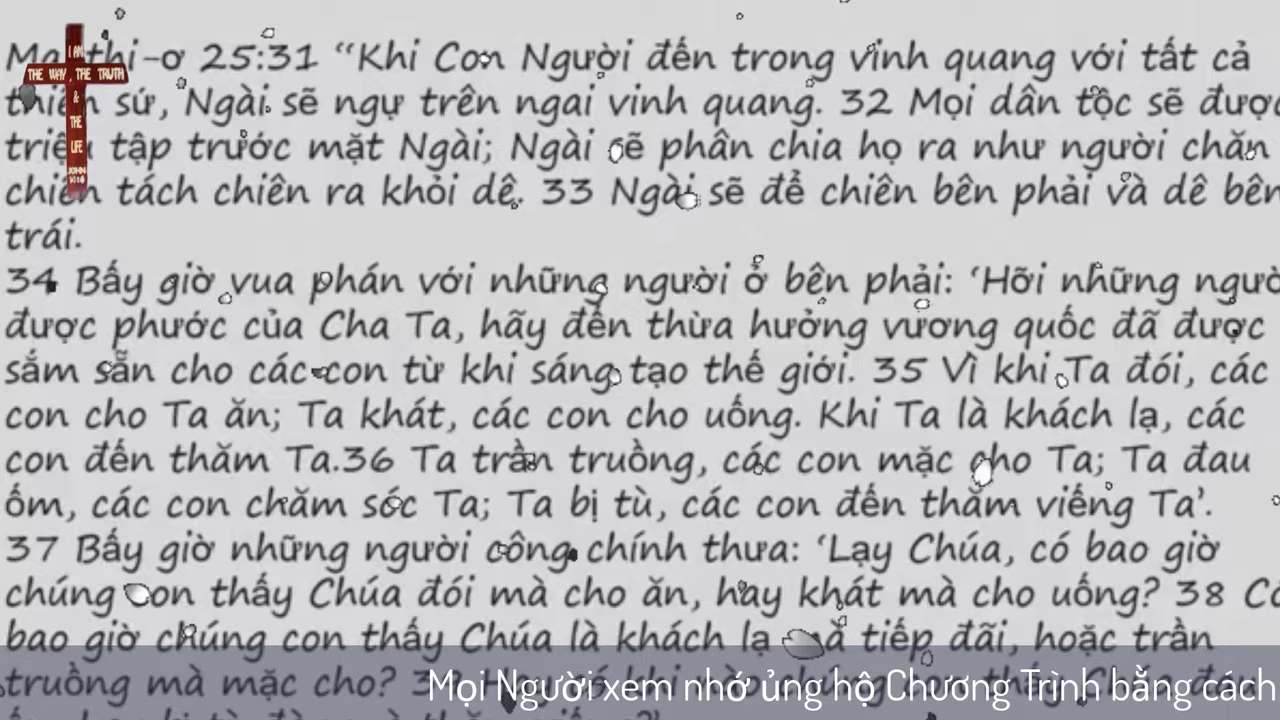 Ma-thi-ơ 25:31 “Khi Con Người đến trong vinh quang với tất cả
thiên sứ, Ngài sẽ ngự trên ngai vinh quang. 32 Mọi dân tộc sẽ được
triệu tập trước mặt Ngài; Ngài sẽ phân chia họ ra như người chăn
chiên tách chiên ra khỏi dê. 33 Ngài sẽ để chiên bên phải và dê bên
trái.
34 Bấy giờ vua phán với những người ở bên phải: ‘Hỡi những người
được phước của Cha Ta, hãy đến thừa hưởng vương quốc đã được
sắm sẵn cho các con từ khi sáng tạo thế giới. 35 Vì khi Ta đói, các
con cho Ta ăn; Ta khát, các con cho uống. Khi Ta là khách lạ, các
con đến thăm Ta.36 Ta trần truồng, các con mặc cho Ta; Ta đau
ốm, các con chăm sóc Ta; Ta bị tù, các con đến thăm viếng Ta’.
37 Bấy giờ những người công chính thưa: ‘Lạy Chúa, có bao giờ
chúng con thấy Chúa đói mà cho ăn, hay khát mà cho uống? 38 Có
bao giờ chúng con thấy Chúa là khách lạ mà tiếp đãi, hoặc trần
truồng mà mặc cho?
I AM
THE WAY, THE TRUTH
&
THE
LIFE
JOHN
14:6
Mọi Người xem nhớ ủng hộ Chương Trình bằng cách